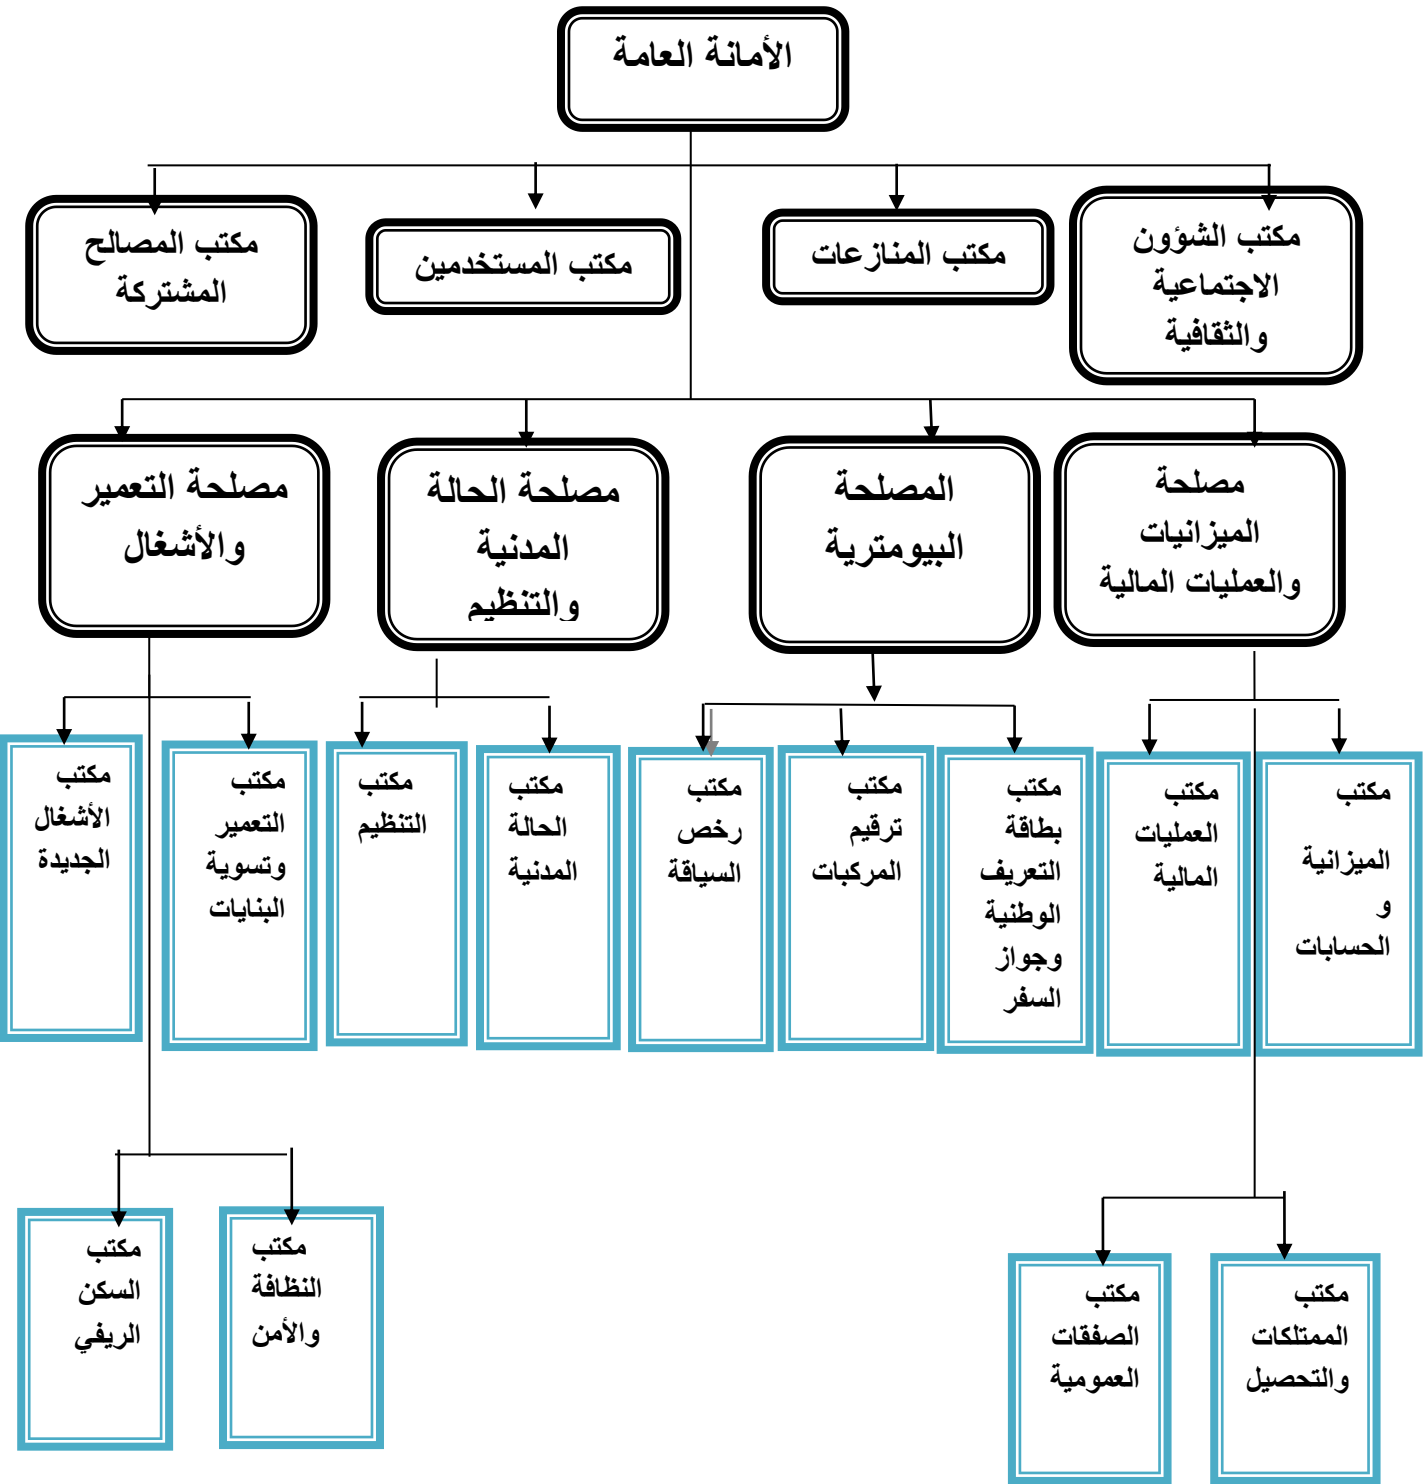 الأمانة العامة
مكتب الشؤون
الاجتماعية
والثقافية
مكتب المنازعات
مكتب المستخدمين
مكتب المصالح
المشتركة
مصلحة
الميزانيات
والعمليات المالية
المصلحة
البيومترية
مصلحة الحالة
المدنية
والتنظيم
مصلحة التعمير
والأشغال
مكتب
الميزانية
و
الحسابات
مكتب
العمليات
المالية
مكتب
بطاقة
التعريف
الوطنية
وجواز
السفر
مكتب
ترقيم
المركبات
مكتب
رخص
السياقة
مكتب
الحالة
المدنية
مكتب
التنظيم
مكتب
التعمير
وتسوية
البنايات
مكتب
الأشغال
الجديدة
مكتب
الممتلكات
والتحصيل
مكتب
الصفقات
العمومية
مكتب
النظافة
والأمن
مكتب
السكن
الريفي